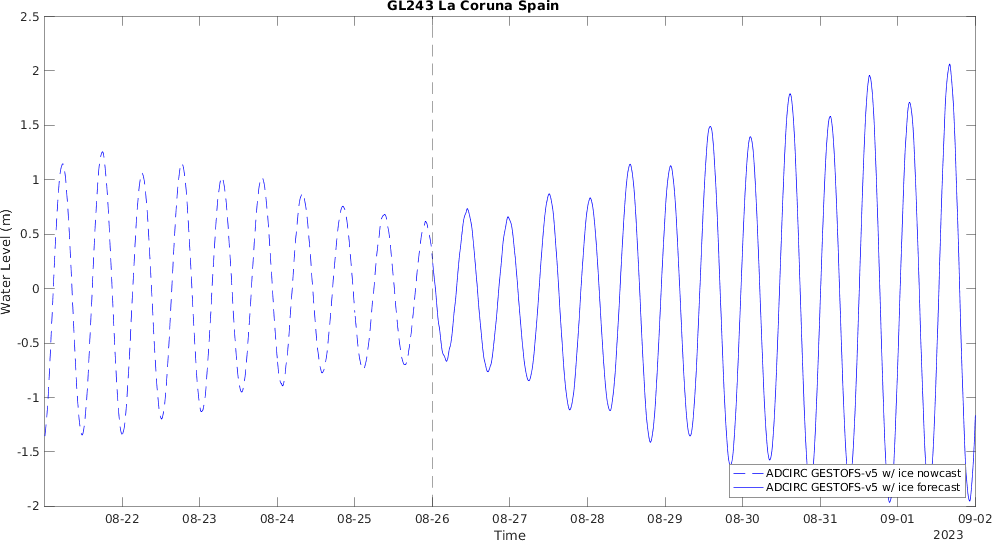 GL243 La Coruna Spain
2.5
2
1.5
1
0.5
0
-0.5
-1
-1.5
-2
Water Level (m)
ADCIRC GESTOFS-v5 w/ ice nowcast
ADCIRC GESTOFS-v5 w/ ice forecast
08-22 08-23 08-24 08-25 08-26 08-27 08-28 08-29 08-30 08-31 09-01 09-02
Time
2023